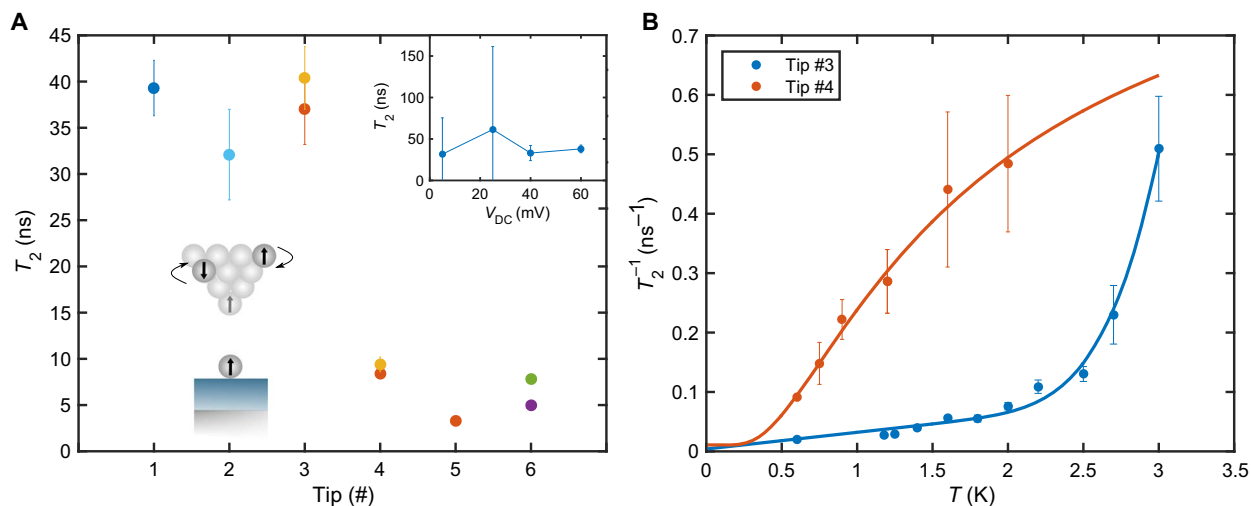 A
45
40
35
30
25
20
15
10
5
0
T₂ (ns)
1 2 3 4 5 6
Tip (#)
150
100
50
0
T₂ (ns)
0 20 40 60
V_DC (mV)
B
0.7
0.6
0.5
0.4
0.3
0.2
0.1
0
T₂⁻¹ (ns⁻¹)
Tip #3
Tip #4
0 0.5 1 1.5 2 2.5 3 3.5
T (K)